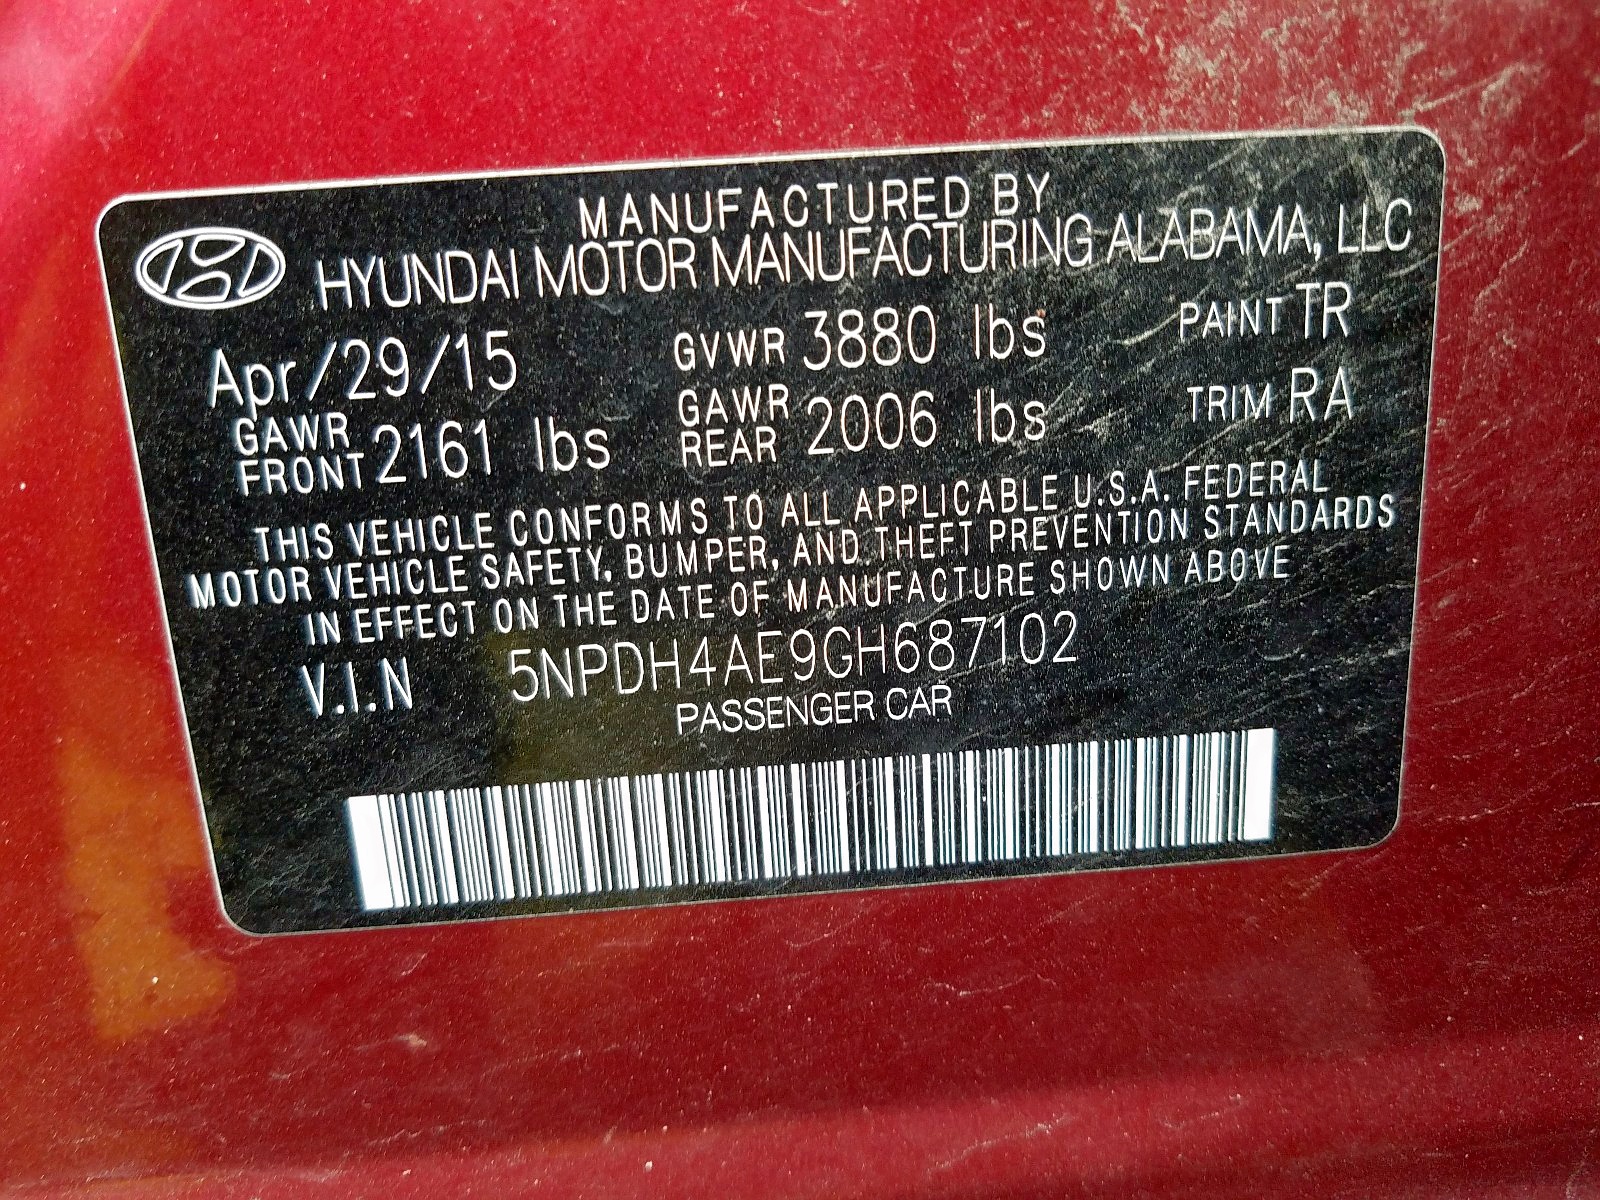 MANUFACTURED BY
HYUNDAI MOTOR MANUFACTURING ALABAMA, LLC
Apr/29/15 GVWR 3880 lbs PAINT TR
GAWR FRONT 2161 lbs GAWR REAR 2006 lbs TRIM RA
THIS VEHICLE CONFORMS TO ALL APPLICABLE U.S.A. FEDERAL
MOTOR VEHICLE SAFETY, BUMPER, AND THEFT PREVENTION STANDARDS
IN EFFECT ON THE DATE OF MANUFACTURE SHOWN ABOVE
V.I.N 5NPDH4AE9GH687102
PASSENGER CAR